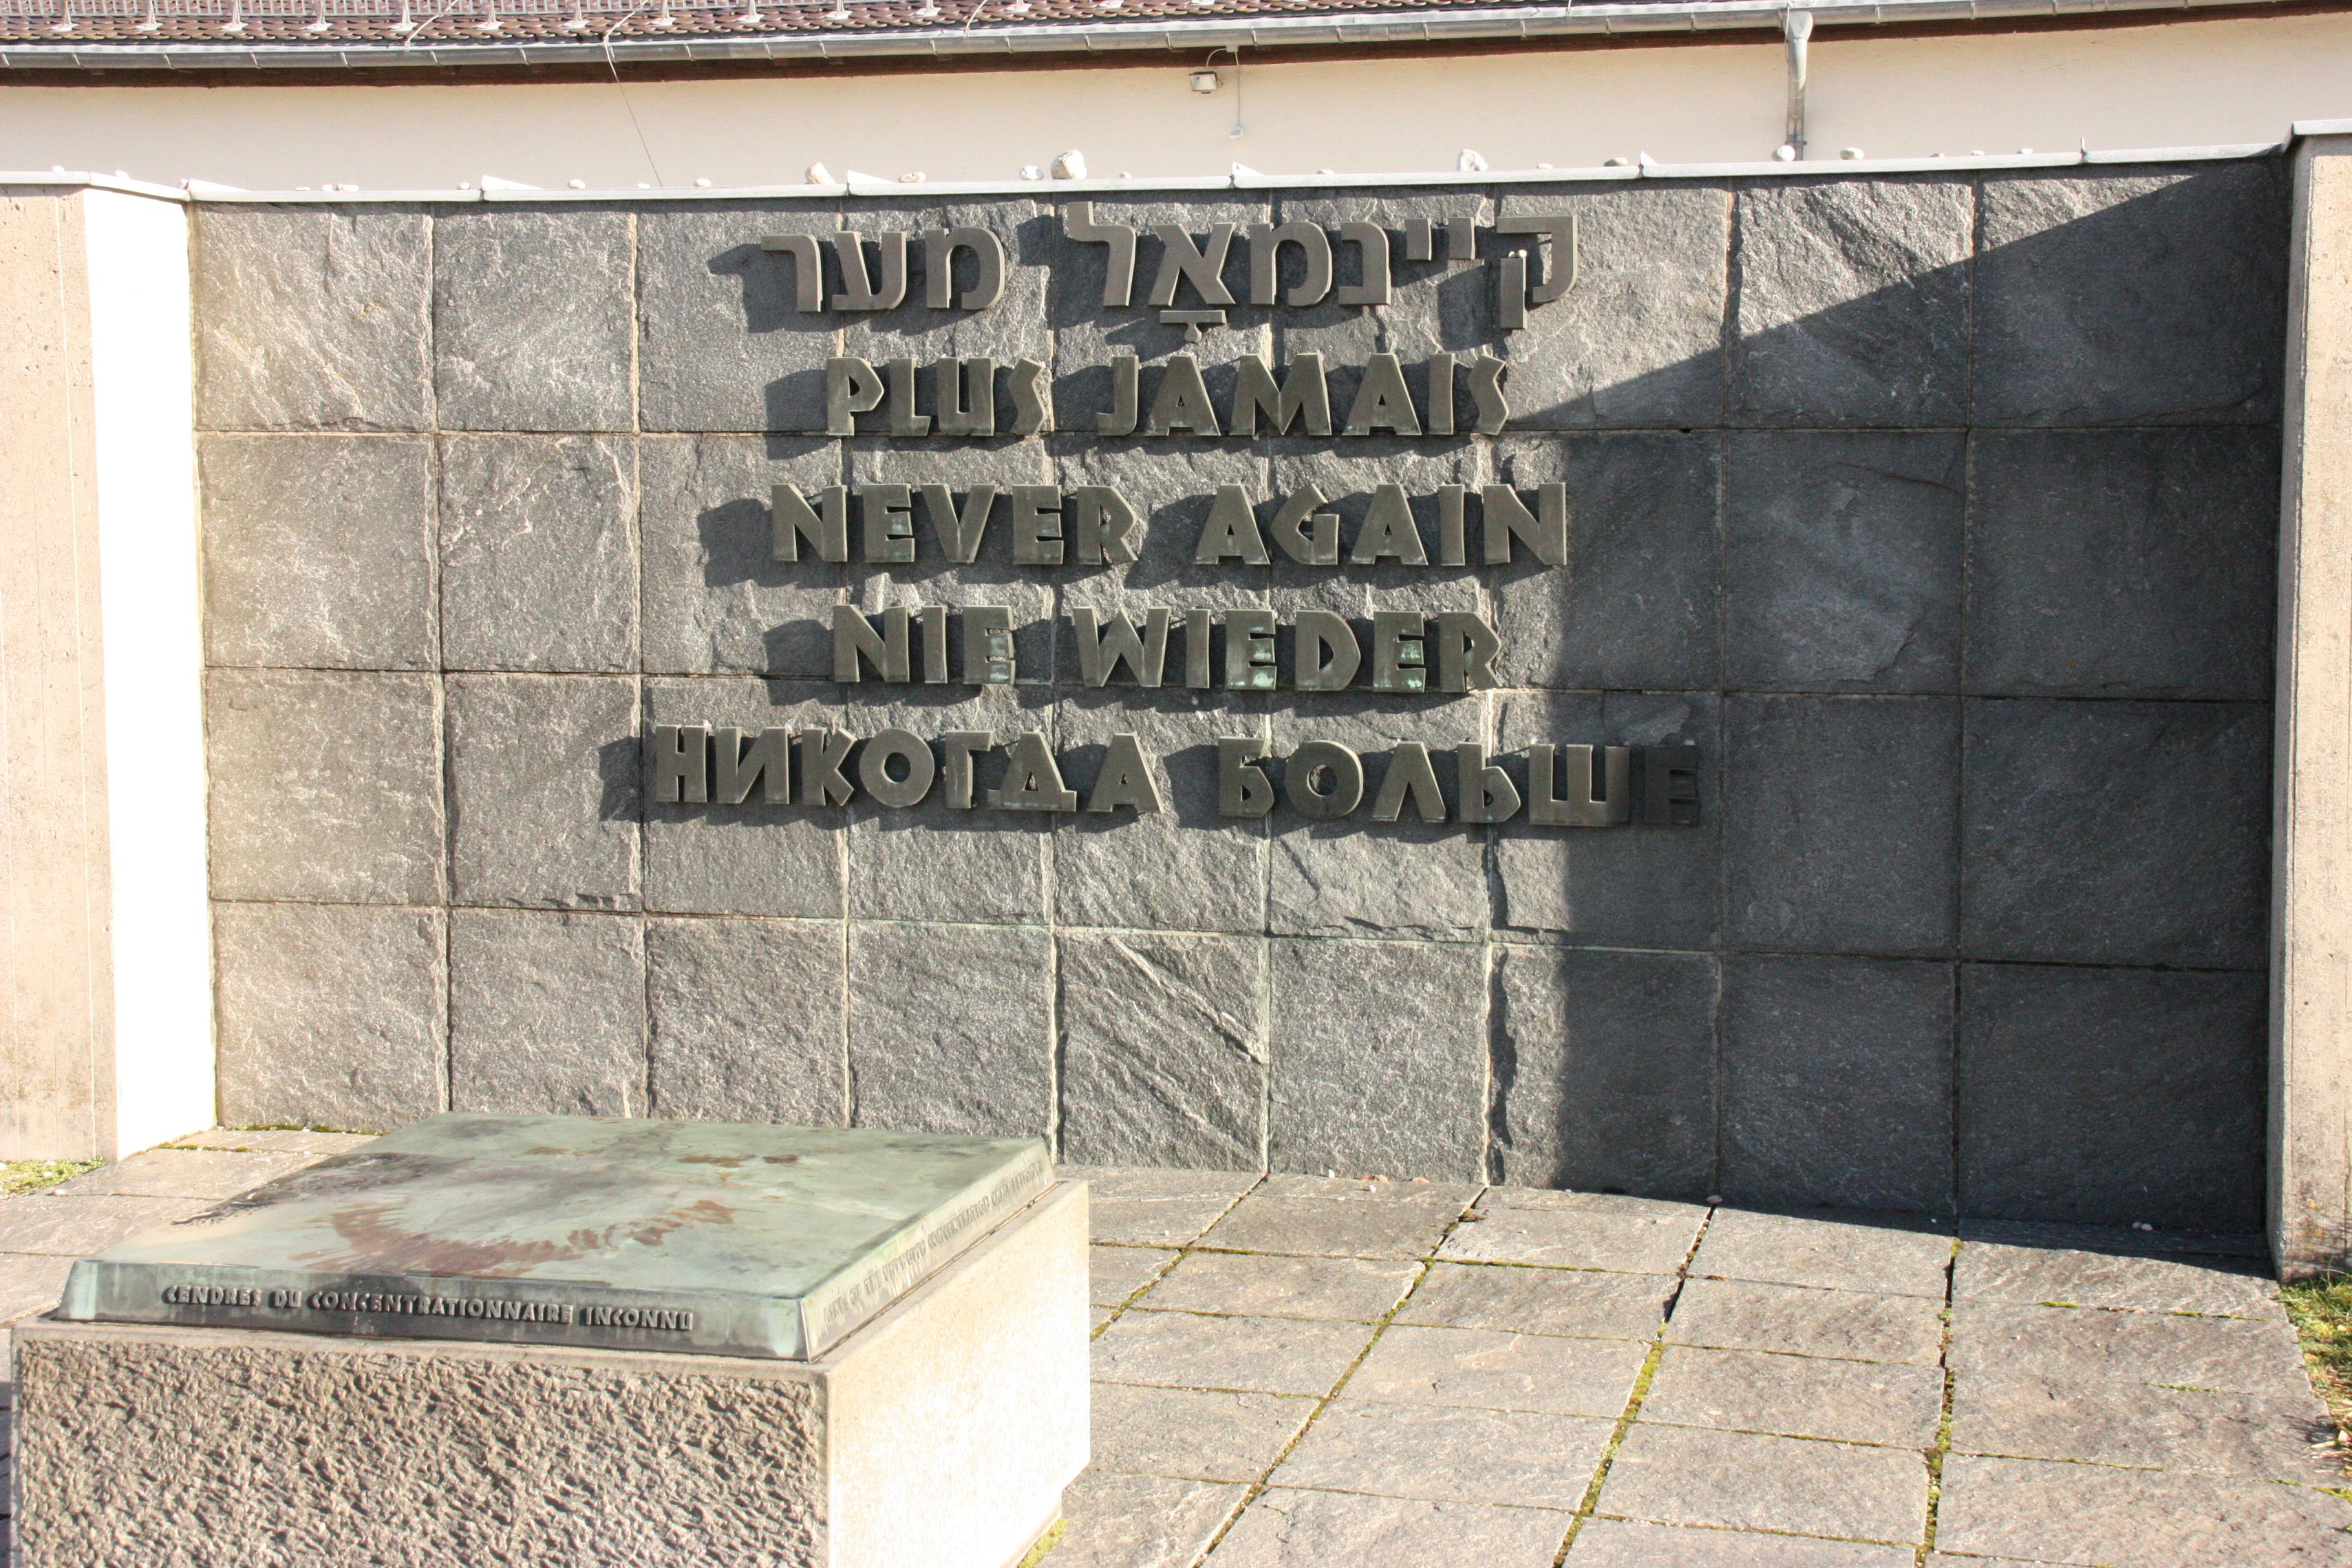 קיינמאָל מער
PLUS JAMAIS
NEVER AGAIN
NIE WIEDER
НИКОГДА БОЛЬШЕ
CENDRES DU CONCENTRATIONNAIRE INCONNU